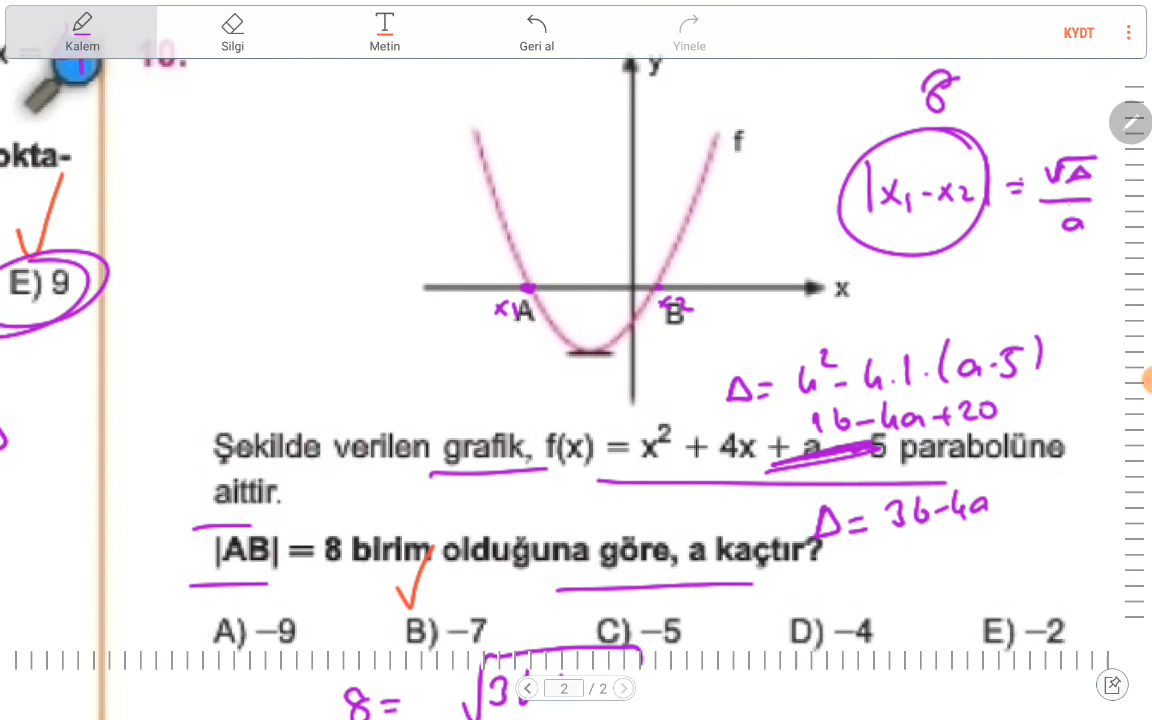 Kalem Silgi Metin Geri al Yinele KYDT
10.
y
8
f
okta-
|x₁-x₂| = √Δ / a
E) 9
x
x₁ A x₂ B
Δ= 4² - 4.1.(a-5)
16-4a+20
Şekilde verilen grafik, f(x) = x² + 4x + a - 5 parabolüne
aittir.
Δ= 36-4a
|AB| = 8 birim olduğuna göre, a kaçtır?
A) –9 B) –7 C) –5 D) –4 E) –2
8 =
2 / 2